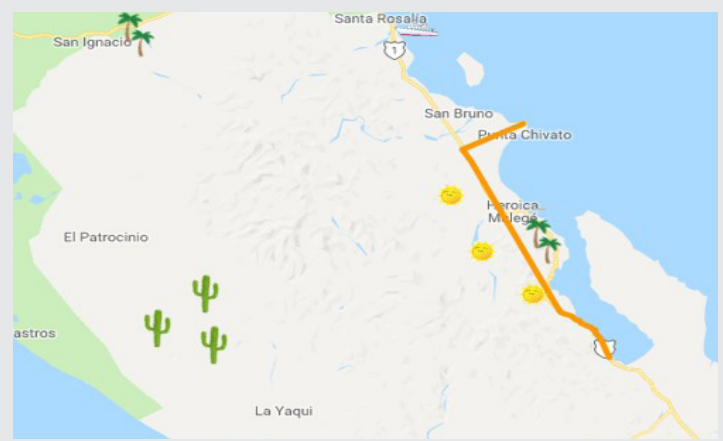 Santa Rosalía
San Ignacio
1
San Bruno
Punta Chivato
Heroica
Mulegé
El Patrocinio
astros
La Yaqui